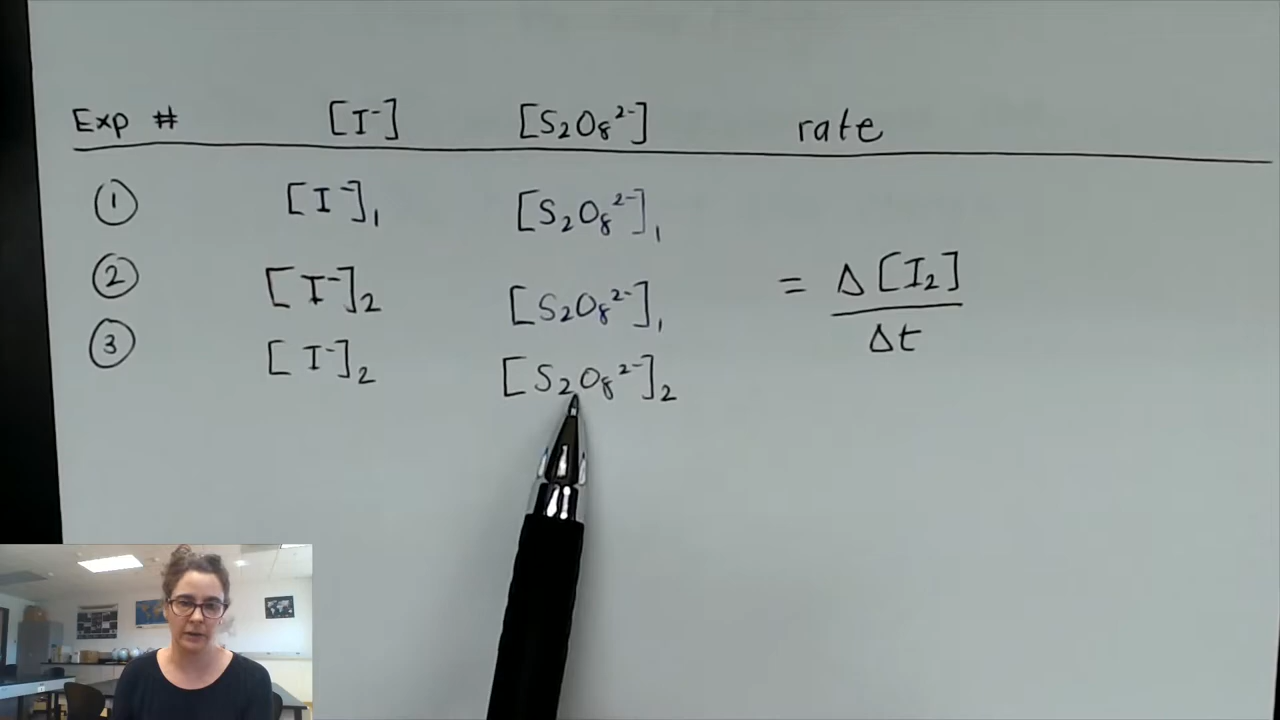 Exp # [I⁻] [S₂O₈²⁻] rate
① [I⁻]₁ [S₂O₈²⁻]₁
② [I⁻]₂ [S₂O₈²⁻]₁ = Δ[I₂]/Δt
③ [I⁻]₂ [S₂O₈²⁻]₂